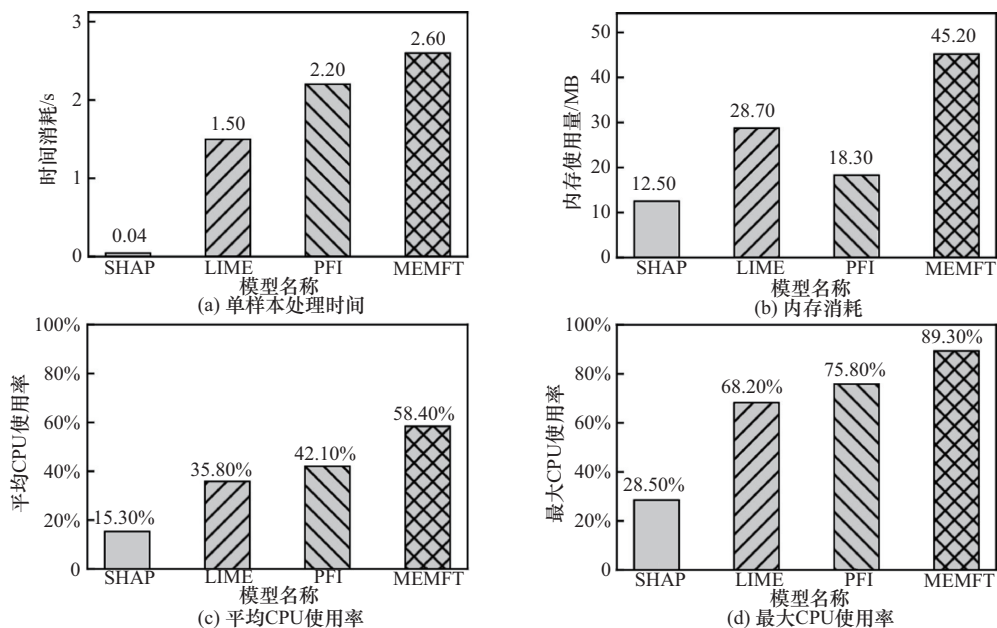 3
2
1
0
时间消耗/s
0.04
1.50
2.20
2.60
SHAP
LIME
PFI
MEMFT
模型名称
(a) 单样本处理时间
50
40
30
20
10
0
内存使用量/MB
12.50
28.70
18.30
45.20
SHAP
LIME
PFI
MEMFT
模型名称
(b) 内存消耗
100%
80%
60%
40%
20%
0
平均CPU使用率
15.30%
35.80%
42.10%
58.40%
SHAP
LIME
PFI
MEMFT
模型名称
(c) 平均CPU使用率
100%
80%
60%
40%
20%
0
最大CPU使用率
28.50%
68.20%
75.80%
89.30%
SHAP
LIME
PFI
MEMFT
模型名称
(d) 最大CPU使用率